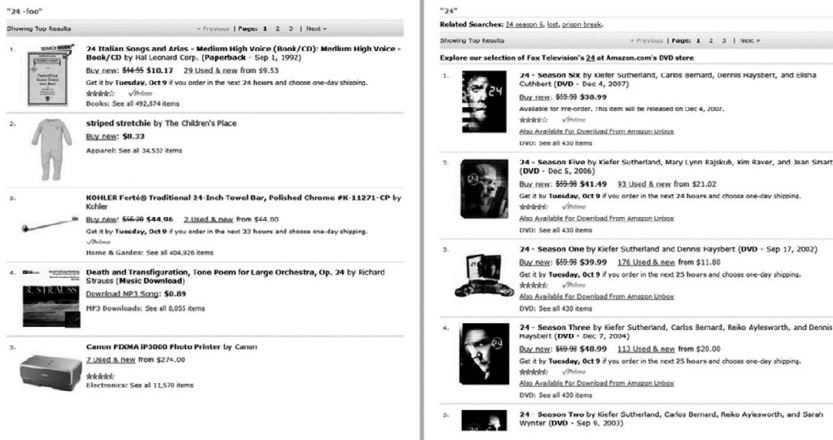 "24 -foo"
Showing Top Results
« Previous | Page: 1 2 3 | Next »
1.
24 Italian Songs and Arias - Medium High Voice (Book/CD): Medium High Voice -
Book/CD by Hal Leonard Corp. (Paperback - Sep 1, 1992)
Buy new: $14.95 $10.17 29 Used & new from $9.53
Get it by Tuesday, Oct 9 if you order in the next 24 hours and choose one-day shipping.
Prime
Books: See all 492,874 items
2.
striped stretchie by The Children's Place
Buy new: $8.33
Apparel: See all 34,532 items
3.
KOHLER Forté® Traditional 24-Inch Towel Bar, Polished Chrome #K-11271-CP by
Kohler
Buy new: $44.96 2 Used & new from $44.00
Get it by Tuesday, Oct 9 if you order in the next 23 hours and choose one-day shipping.
Prime
Home & Garden: See all 404,926 items
4.
Death and Transfiguration, Tone Poem for Large Orchestra, Op. 24 by Richard
Strauss (Music Download)
Download MP3 Song: $0.89
MP3 Downloads: See all 8,055 items
R. STRAUSS
5.
Canon PIXMA iP3000 Photo Printer by Canon
7 Used & new from $274.00
Electronics: See all 11,570 items
"24"
Related Searches: 24 season 6, lost, prison break.
Showing Top Results
« Previous | Page: 1 2 3 | Next »
Explore our selection of Fox Television's 24 at Amazon.com's DVD store
1.
24 - Season Six by Kiefer Sutherland, Carlos Bernard, Dennis Haysbert, and Elisha
Cuthbert (DVD - Dec 4, 2007)
Buy new: $59.98 $38.99
Available for Pre-order. This item will be released on Dec 4, 2007.
Prime
Also Available For Download From Amazon Unbox
DVD: See all 430 items
24
2.
24 - Season Five by Kiefer Sutherland, Mary Lynn Rajskub, Kim Raver, and Jean Smart
(DVD - Dec 5, 2006)
Buy new: $59.98 $41.49 93 Used & new from $21.02
Get it by Tuesday, Oct 9 if you order in the next 24 hours and choose one-day shipping.
Prime
Also Available For Download From Amazon Unbox
DVD: See all 430 items
3.
24 - Season One by Kiefer Sutherland and Dennis Haysbert (DVD - Sep 17, 2002)
Buy new: $59.98 $39.99 176 Used & new from $11.80
Get it by Tuesday, Oct 9 if you order in the next 25 hours and choose one-day shipping.
Prime
Also Available For Download From Amazon Unbox
DVD: See all 430 items
4.
24 - Season Three by Kiefer Sutherland, Carlos Bernard, Reiko Aylesworth, and Dennis
Haysbert (DVD - Dec 7, 2004)
Buy new: $69.98 $48.99 113 Used & new from $20.00
Get it by Tuesday, Oct 9 if you order in the next 25 hours and choose one-day shipping.
Prime
Also Available For Download From Amazon Unbox
DVD: See all 430 items
5.
24 - Season Two by Kiefer Sutherland, Carlos Bernard, Reiko Aylesworth, and Sarah
Wynter (DVD - Sep 9, 2003)